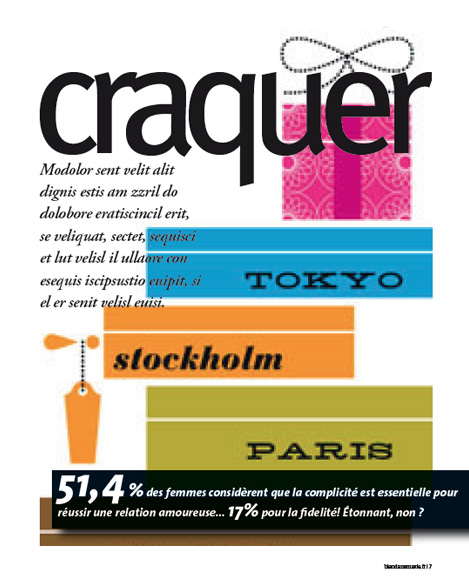 craquer
Modolor sent velit alit
dignis estis am zzril do
dolobore eratiscincil erit,
se veliquat, sectet, sequisci
et lut velisl il ullaore con
esequis iscipsustio euipit, si
el er senit velisl euisi.
TOKYO
stockholm
PARIS
51,4 % des femmes considèrent que la complicité est essentielle pour
réussir une relation amoureuse... 17% pour la fidelité! Étonnant, non ?